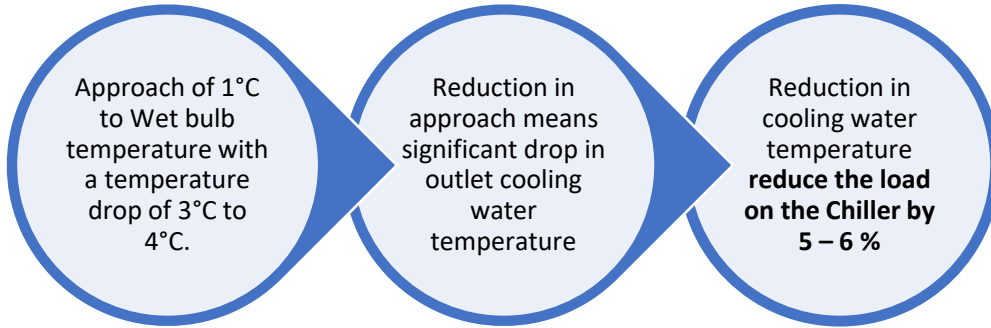 Approach of 1°C
to Wet bulb
temperature with
a temperature
drop of 3°C to
4°C.
Reduction in
approach means
significant drop in
outlet cooling
water
temperature
Reduction in
cooling water
temperature
reduce the load
on the Chiller by
5 – 6 %